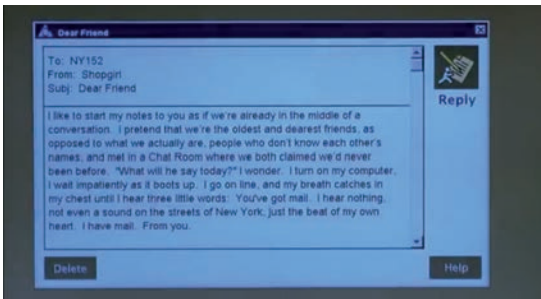 Dear Friend
To: NY152
From: Shopgirl
Subj: Dear Friend
Reply
I like to start my notes to you as if we're already in the middle of a
conversation. I pretend that we're the oldest and dearest friends, as
opposed to what we actually are, people who don't know each other's
names, and met in a Chat Room where we both claimed we'd never
been before. "What will he say today?" I wonder. I turn on my computer,
I wait impatiently as it boots up. I go on line, and my breath catches in
my chest until I hear three little words: You've got mail. I hear nothing,
not even a sound on the streets of New York, just the beat of my own
heart. I have mail. From you.
Delete
Help